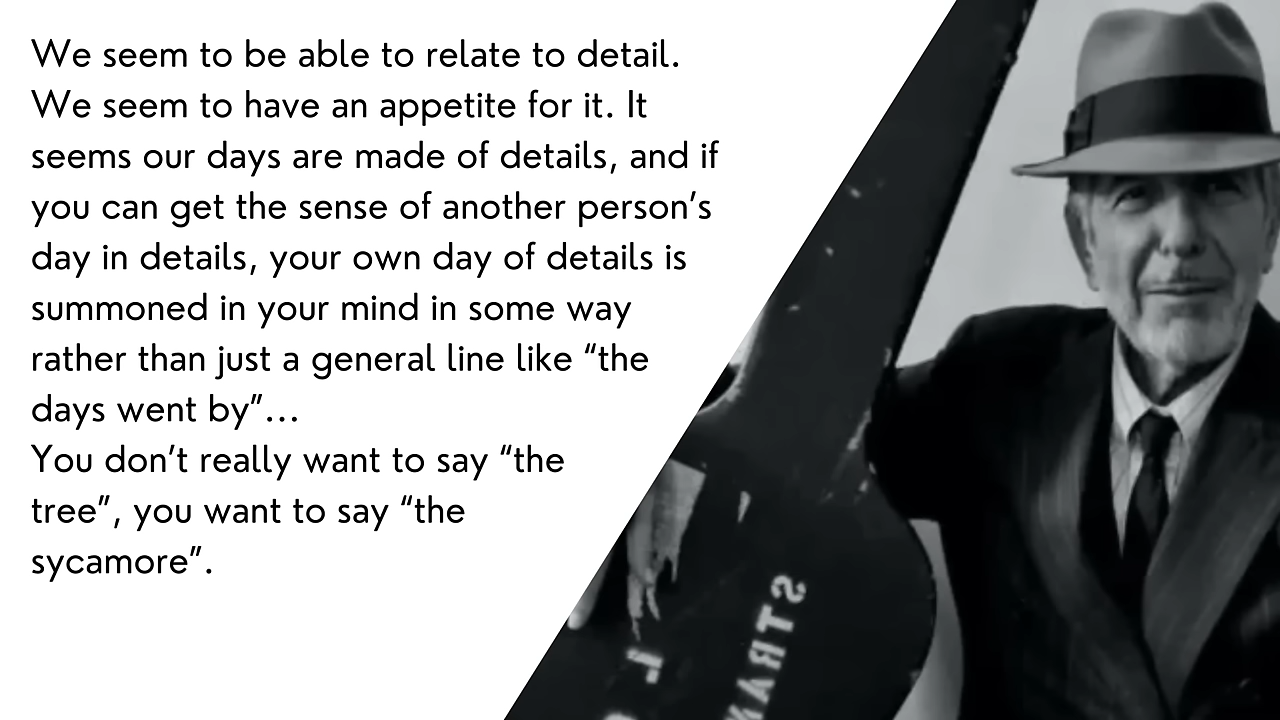 We seem to be able to relate to detail.
We seem to have an appetite for it. It
seems our days are made of details, and if
you can get the sense of another person’s
day in details, your own day of details is
summoned in your mind in some way
rather than just a general line like “the
days went by”...
You don’t really want to say “the
tree”, you want to say “the
sycamore”.